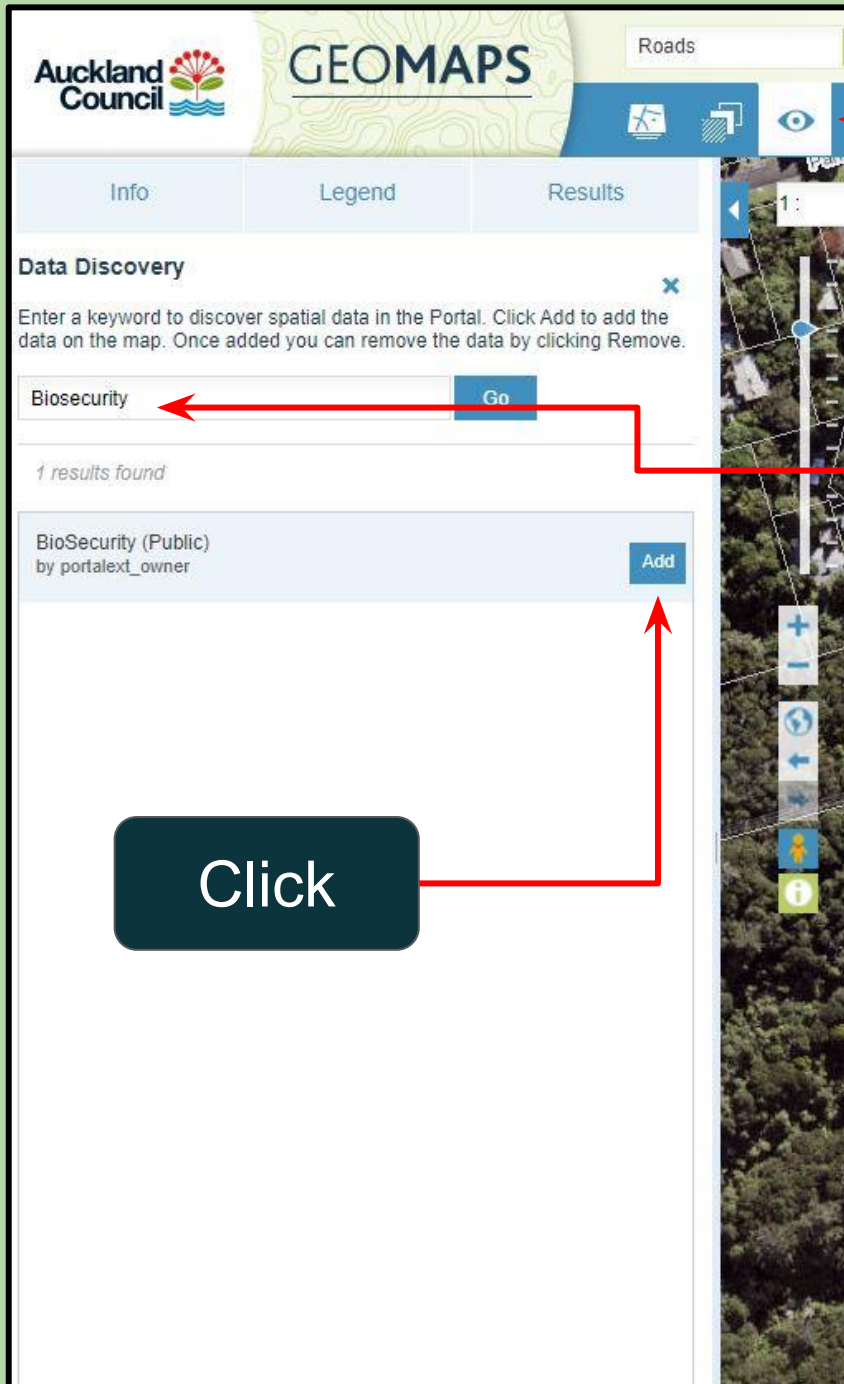 Auckland
Council
GEOMAPS
Roads
Info
Legend
Results
1 :
Data Discovery
Enter a keyword to discover spatial data in the Portal. Click Add to add the
data on the map. Once added you can remove the data by clicking Remove.
Biosecurity
Go
1 results found
BioSecurity (Public)
by portalext_owner
Add
Click